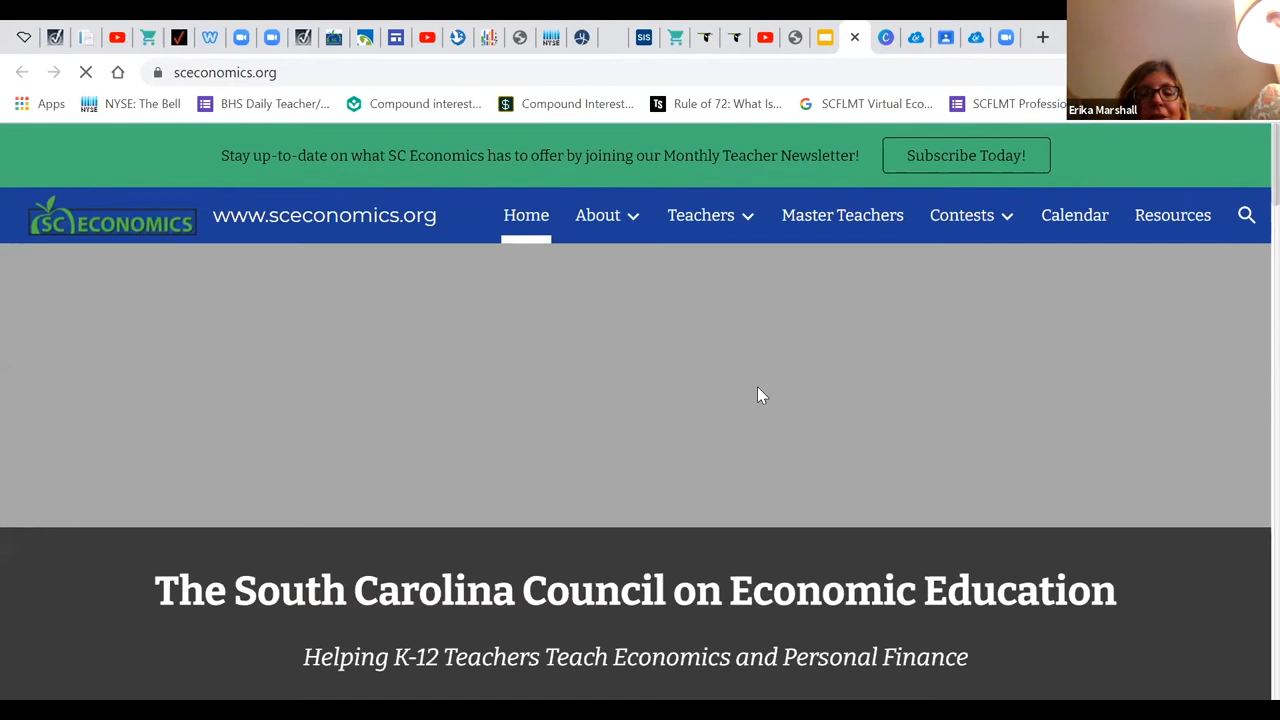 sceconomics.org
Apps
NYSE: The Bell
BHS Daily Teacher/...
Compound interest...
Compound Interest...
Rule of 72: What Is...
SCFLMT Virtual Eco...
SCFLMT Professio
Erika Marshall
Stay up-to-date on what SC Economics has to offer by joining our Monthly Teacher Newsletter!
Subscribe Today!
SC ECONOMICS
www.sceconomics.org
Home
About
Teachers
Master Teachers
Contests
Calendar
Resources
The South Carolina Council on Economic Education
Helping K-12 Teachers Teach Economics and Personal Finance